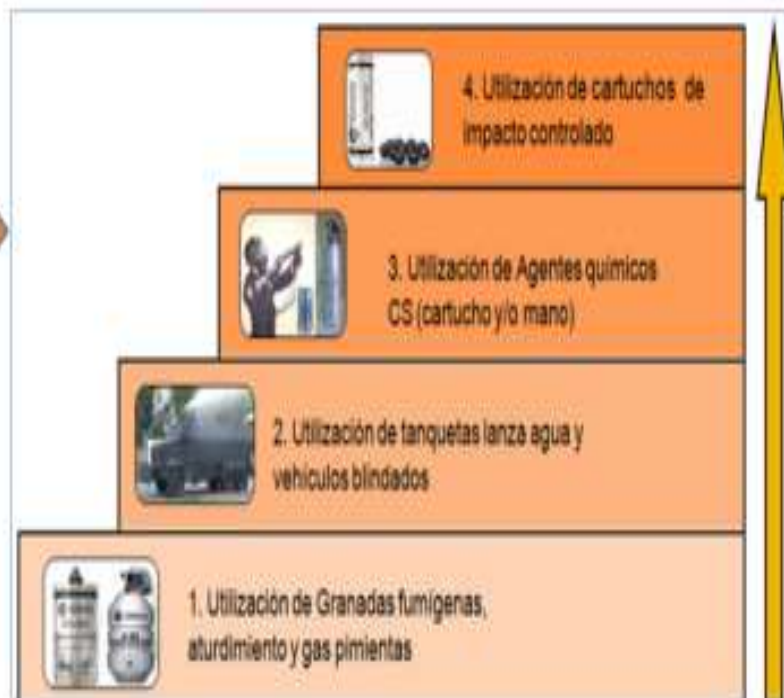 4. Utilización de cartuchos de
impacto controlado
3. Utilización de Agentes químicos
CS (cartucho y/o mano)
2. Utilización de tanquetas lanza agua y
vehículos blindados
1. Utilización de Granadas fumígenas,
aturdimiento y gas pimientas